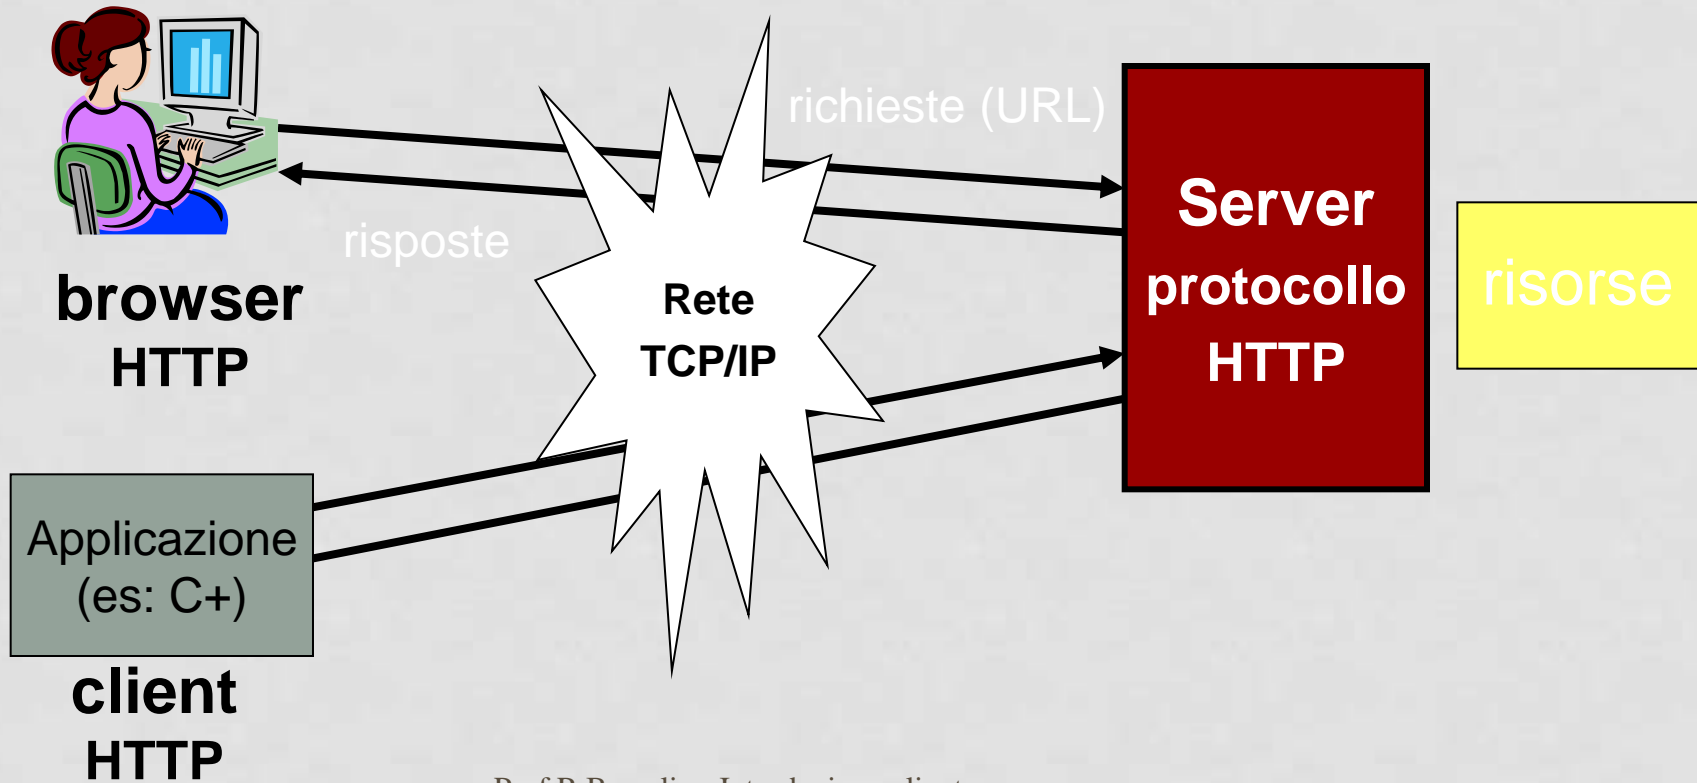 richieste (URL)
risposte
browser
HTTP
Rete
TCP/IP
Server
protocollo
HTTP
risorse
Applicazione
(es: C+)
client
HTTP